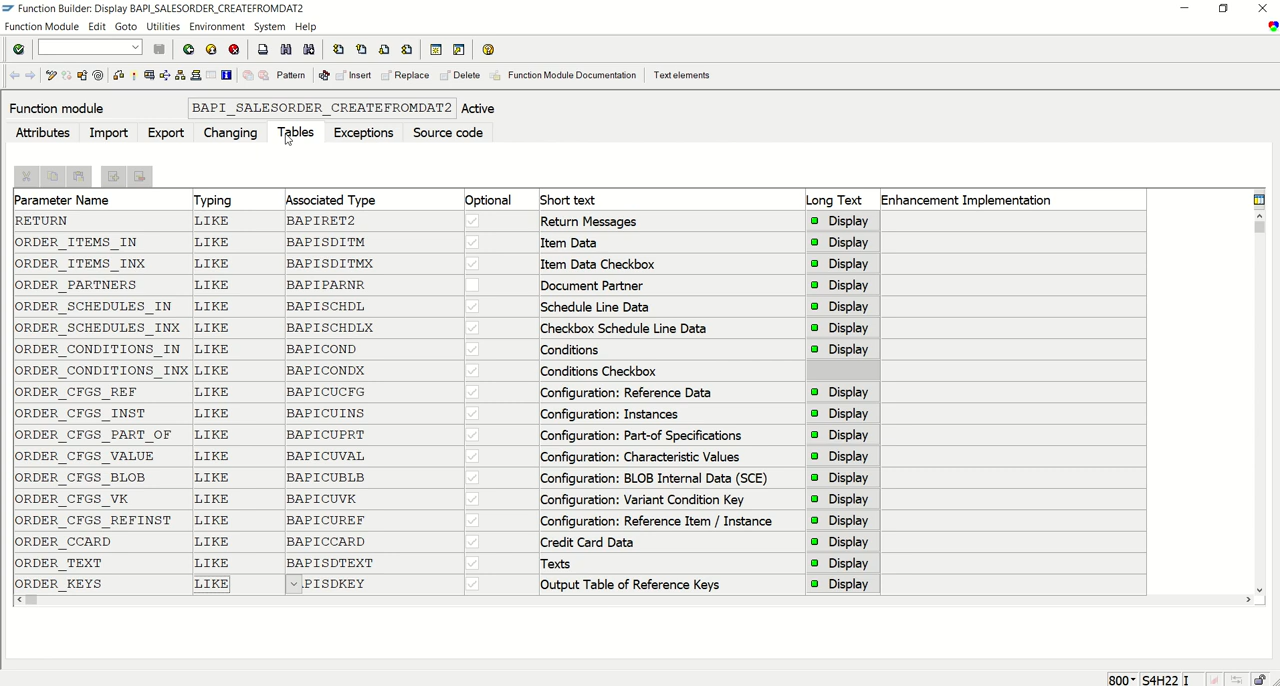 Function Builder: Display BAPI_SALESORDER_CREATEFROMDAT2
Function Module Edit Goto Utilities Environment System Help
Pattern Insert Replace Delete Function Module Documentation Text elements
Function module BAPI_SALESORDER_CREATEFROMDAT2 Active
Attributes Import Export Changing Tables Exceptions Source code
Parameter Name Typing Associated Type Optional Short text Long Text Enhancement Implementation
RETURN LIKE BAPIRET2 Return Messages Display
ORDER_ITEMS_IN LIKE BAPISDITM Item Data Display
ORDER_ITEMS_INX LIKE BAPISDITMX Item Data Checkbox Display
ORDER_PARTNERS LIKE BAPIPARNR Document Partner Display
ORDER_SCHEDULES_IN LIKE BAPISCHDL Schedule Line Data Display
ORDER_SCHEDULES_INX LIKE BAPISCHDLX Checkbox Schedule Line Data Display
ORDER_CONDITIONS_IN LIKE BAPICOND Conditions Display
ORDER_CONDITIONS_INX LIKE BAPICONDX Conditions Checkbox
ORDER_CFGS_REF LIKE BAPICUCFG Configuration: Reference Data Display
ORDER_CFGS_INST LIKE BAPICUINS Configuration: Instances Display
ORDER_CFGS_PART_OF LIKE BAPICUPRT Configuration: Part-of Specifications Display
ORDER_CFGS_VALUE LIKE BAPICUVAL Configuration: Characteristic Values Display
ORDER_CFGS_BLOB LIKE BAPICUBLB Configuration: BLOB Internal Data (SCE) Display
ORDER_CFGS_VK LIKE BAPICUVK Configuration: Variant Condition Key Display
ORDER_CFGS_REFINST LIKE BAPICUREF Configuration: Reference Item / Instance Display
ORDER_CCARD LIKE BAPICCARD Credit Card Data Display
ORDER_TEXT LIKE BAPISDTEXT Texts Display
ORDER_KEYS LIKE PISDKEY Output Table of Reference Keys Display
800 S4H22 I